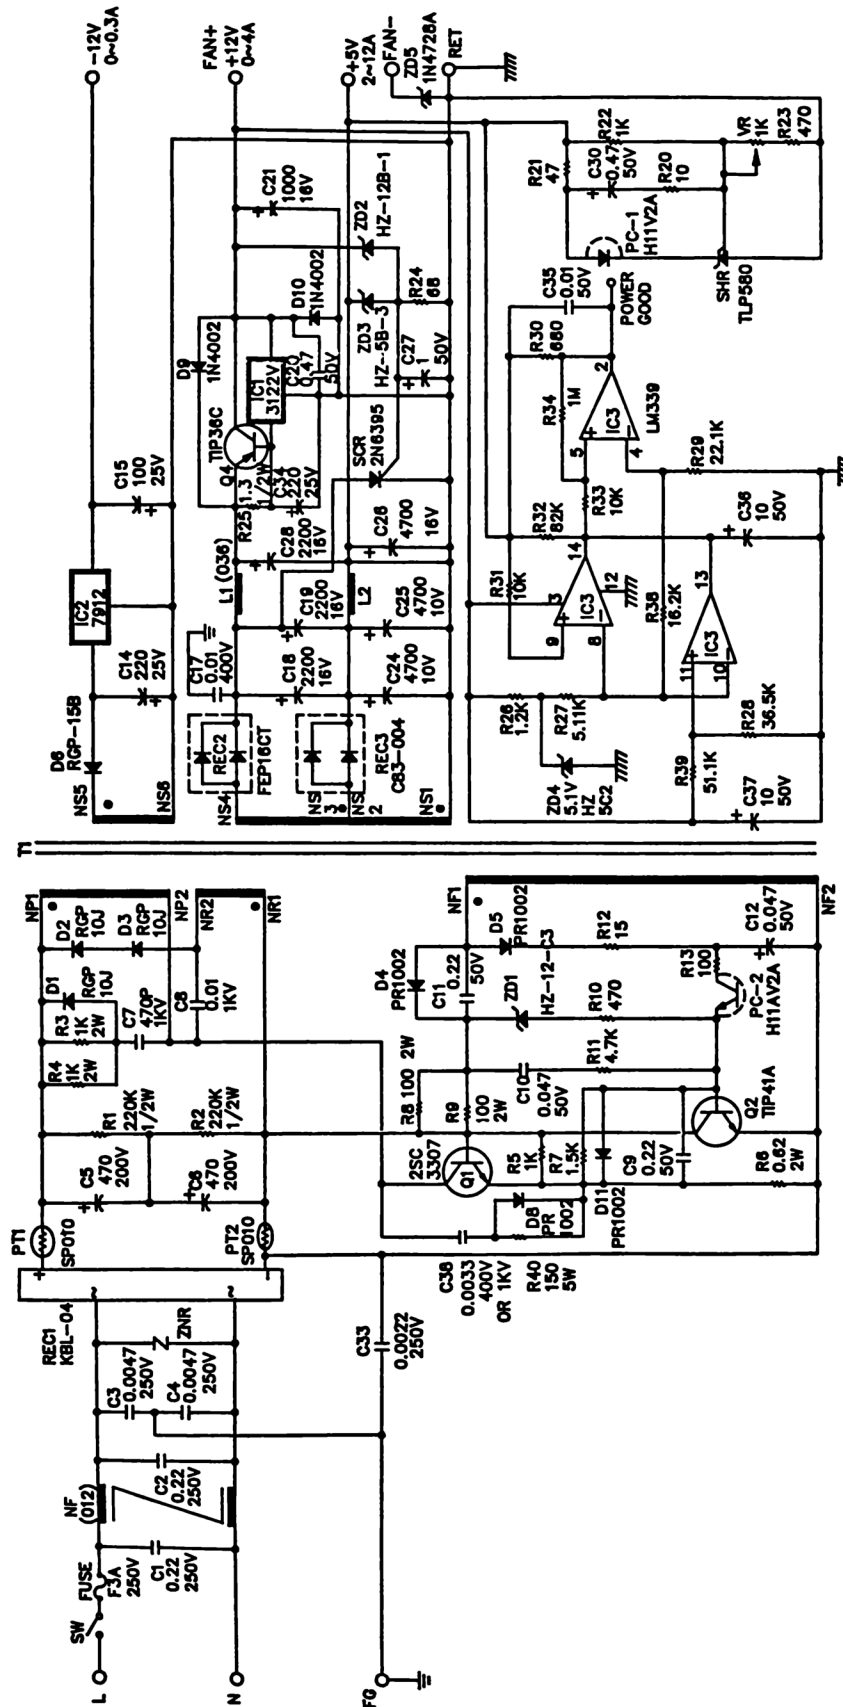 L
N
FG
SW
FUSE
F3A
250V
C1
0.22
250V
NF
(012)
C2
0.22
250V
C3
0.0047
250V
C4
0.0047
250V
ZNR
REC1
KBL-04
+
~
~
-
C33
0.0022
250V
PT1
SP010
PT2
SP010
C5
470
200V
+
C6
470
200V
+
R1
220K
1/2W
R2
220K
1/2W
R4
1K
2W
R3
1K
2W
D1
RGP
10J
C7
470P
1KV
D2
RGP
10J
D3
RGP
10J
C8
0.01
1KV
NP1
NP2
NR2
NR1
T1
C38
0.0033
400V
OR 1KV
R40
150
5W
D8
PR
1002
2SC
3307
Q1
R8 100 2W
R9
100
2W
R5
1K
R7
1.5K
D11
PR1002
C9
0.22
50V
R6
0.62
2W
Q2
TIP41A
C10
0.047
50V
R11
4.7K
D4
PR1002
C11
0.22
50V
ZD1
HZ-12-C3
R10
470
D5
PR1002
R12
15
R13
100
PC-2
H11AV2A
C12
0.047
50V
+
NF1
NF2
NS5
NS6
D6
RGP-15B
C14
220
25V
+
IC2
7912
C15
100
25V
+
-12V
0~0.3A
NS4
REC2
FEP16CT
C17
0.01
400V
NS
3
NS
2
NS1
REC3
C83-004
C18
2200
16V
+
C24
4700
10V
+
L1 (036)
C19
2200
16V
+
L2
C25
4700
10V
+
C28
2200
16V
+
C26
4700
16V
+
R25
1.3
1/2W
C34
220
25V
+
Q4
TIP36C
D9
1N4002
IC1
3122V
C20
0.47
50V
D10
1N4002
SCR
2N6395
ZD3
HZ-5B-3
C27
1
50V
+
R24
68
ZD2
HZ-12B-1
C21
1000
16V
+
FAN+
+12V
0~4A
+5V
2~12A
FAN-
ZD5
1N4728A
RET
ZD4
5.1V
HZ
5C2
R26
1.2K
R27
5.11K
R31
10K
9
+
3
IC3
8
-
12
14
R32
82K
R33
10K
R34
1M
R30
680
C35
0.01
50V
5
+
IC3
4
-
2
LM339
POWER
GOOD
R38
16.2K
R29
22.1K
11
+
IC3
10
-
13
C36
10
50V
+
R39
51.1K
R28
36.5K
C37
10
50V
+
R21
47
R22
1K
C30
0.47
50V
+
R20
10
PC-1
H11V2A
SHR
TLP580
VR
1K
R23
470